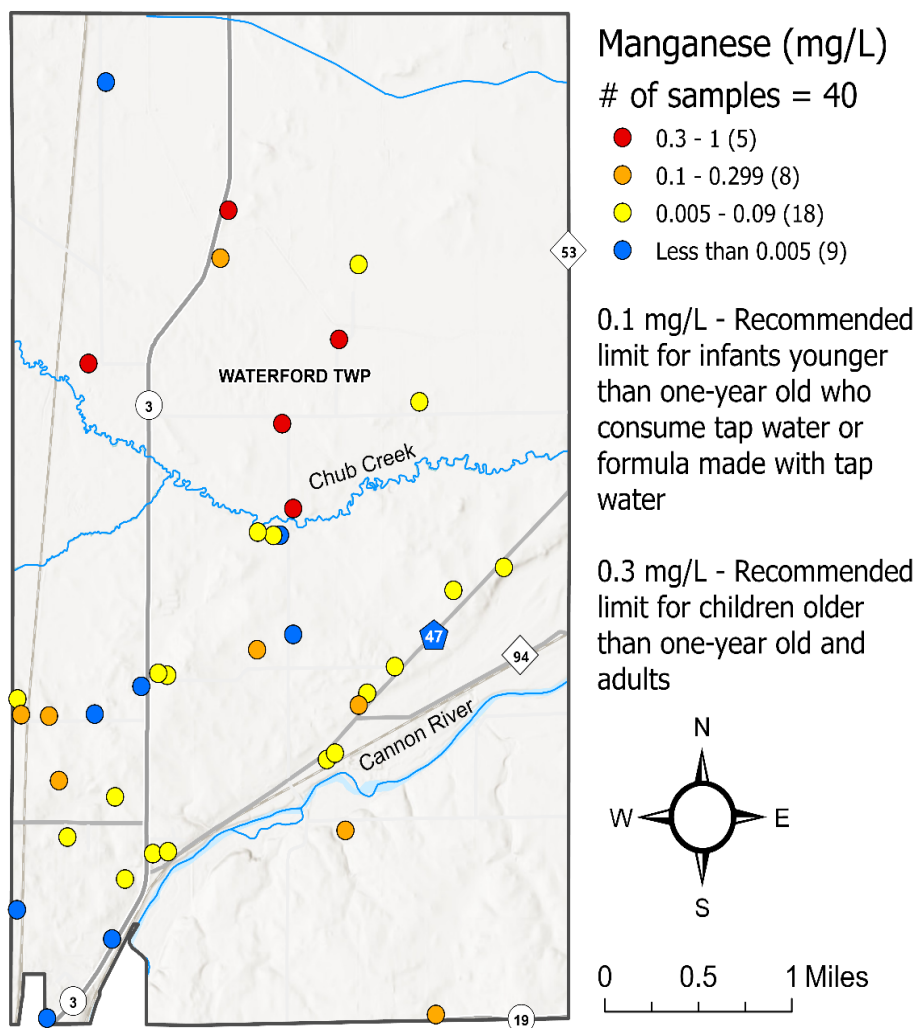 Manganese (mg/L)
# of samples = 40
0.3 - 1 (5)
0.1 - 0.299 (8)
0.005 - 0.09 (18)
Less than 0.005 (9)
53
0.1 mg/L - Recommended
limit for infants younger
than one-year old who
consume tap water or
formula made with tap
water
WATERFORD TWP
3
Chub Creek
0.3 mg/L - Recommended
limit for children older
than one-year old and
adults
47
94
Cannon River
N
W
E
S
0
0.5
1 Miles
3
19